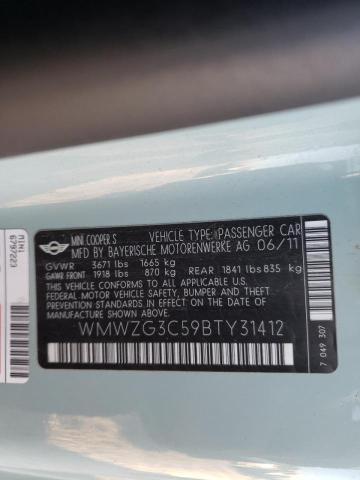 MINI COOPER S VEHICLE TYPE: PASSENGER CAR
MFD BY BAYERISCHE MOTORENWERKE AG 06/11
GVWR 3671 lbs 1665 kg
GAWR FRONT 1918 lbs 870 kg REAR 1841 lbs 835 kg
THIS VEHICLE CONFORMS TO ALL APPLICABLE
FEDERAL MOTOR VEHICLE SAFETY, BUMPER, AND
THEFT PREVENTION STANDARDS IN EFFECT ON THE
DATE OF MANUFACTURE SHOWN ABOVE.
WMWZG3C59BTY31412
7 049 307
MINI
6797223